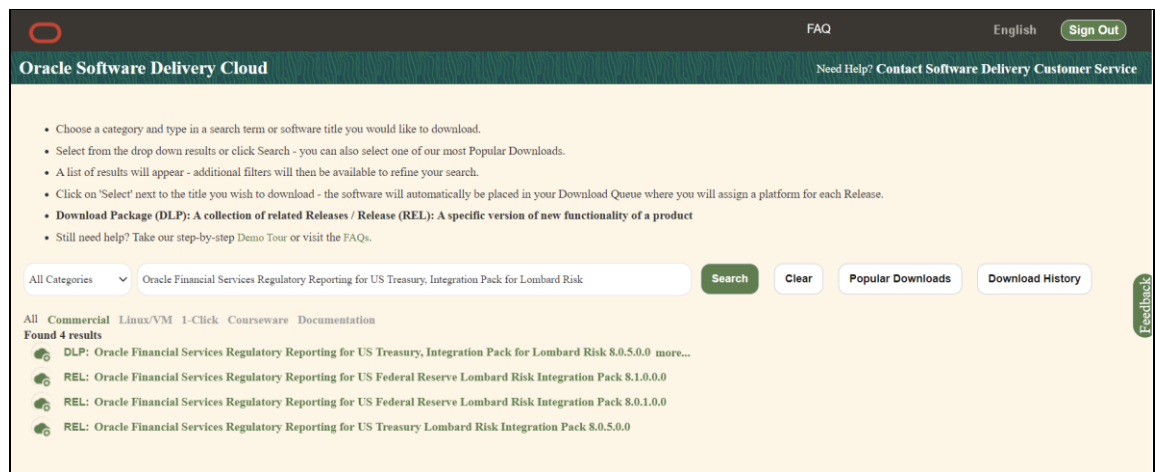 FAQ English Sign Out
Oracle Software Delivery Cloud Need Help? Contact Software Delivery Customer Service
• Choose a category and type in a search term or software title you would like to download.
• Select from the drop down results or click Search - you can also select one of our most Popular Downloads.
• A list of results will appear - additional filters will then be available to refine your search.
• Click on 'Select' next to the title you wish to download - the software will automatically be placed in your Download Queue where you will assign a platform for each Release.
• Download Package (DLP): A collection of related Releases / Release (REL): A specific version of new functionality of a product
• Still need help? Take our step-by-step Demo Tour or visit the FAQs.
All Categories Oracle Financial Services Regulatory Reporting for US Treasury, Integration Pack for Lombard Risk Search Clear Popular Downloads Download History
Feedback
All Commercial Linux/VM 1-Click Courseware Documentation
Found 4 results
DLP: Oracle Financial Services Regulatory Reporting for US Treasury, Integration Pack for Lombard Risk 8.0.5.0.0 more...
REL: Oracle Financial Services Regulatory Reporting for US Federal Reserve Lombard Risk Integration Pack 8.1.0.0.0
REL: Oracle Financial Services Regulatory Reporting for US Federal Reserve Lombard Risk Integration Pack 8.0.1.0.0
REL: Oracle Financial Services Regulatory Reporting for US Treasury Lombard Risk Integration Pack 8.0.5.0.0